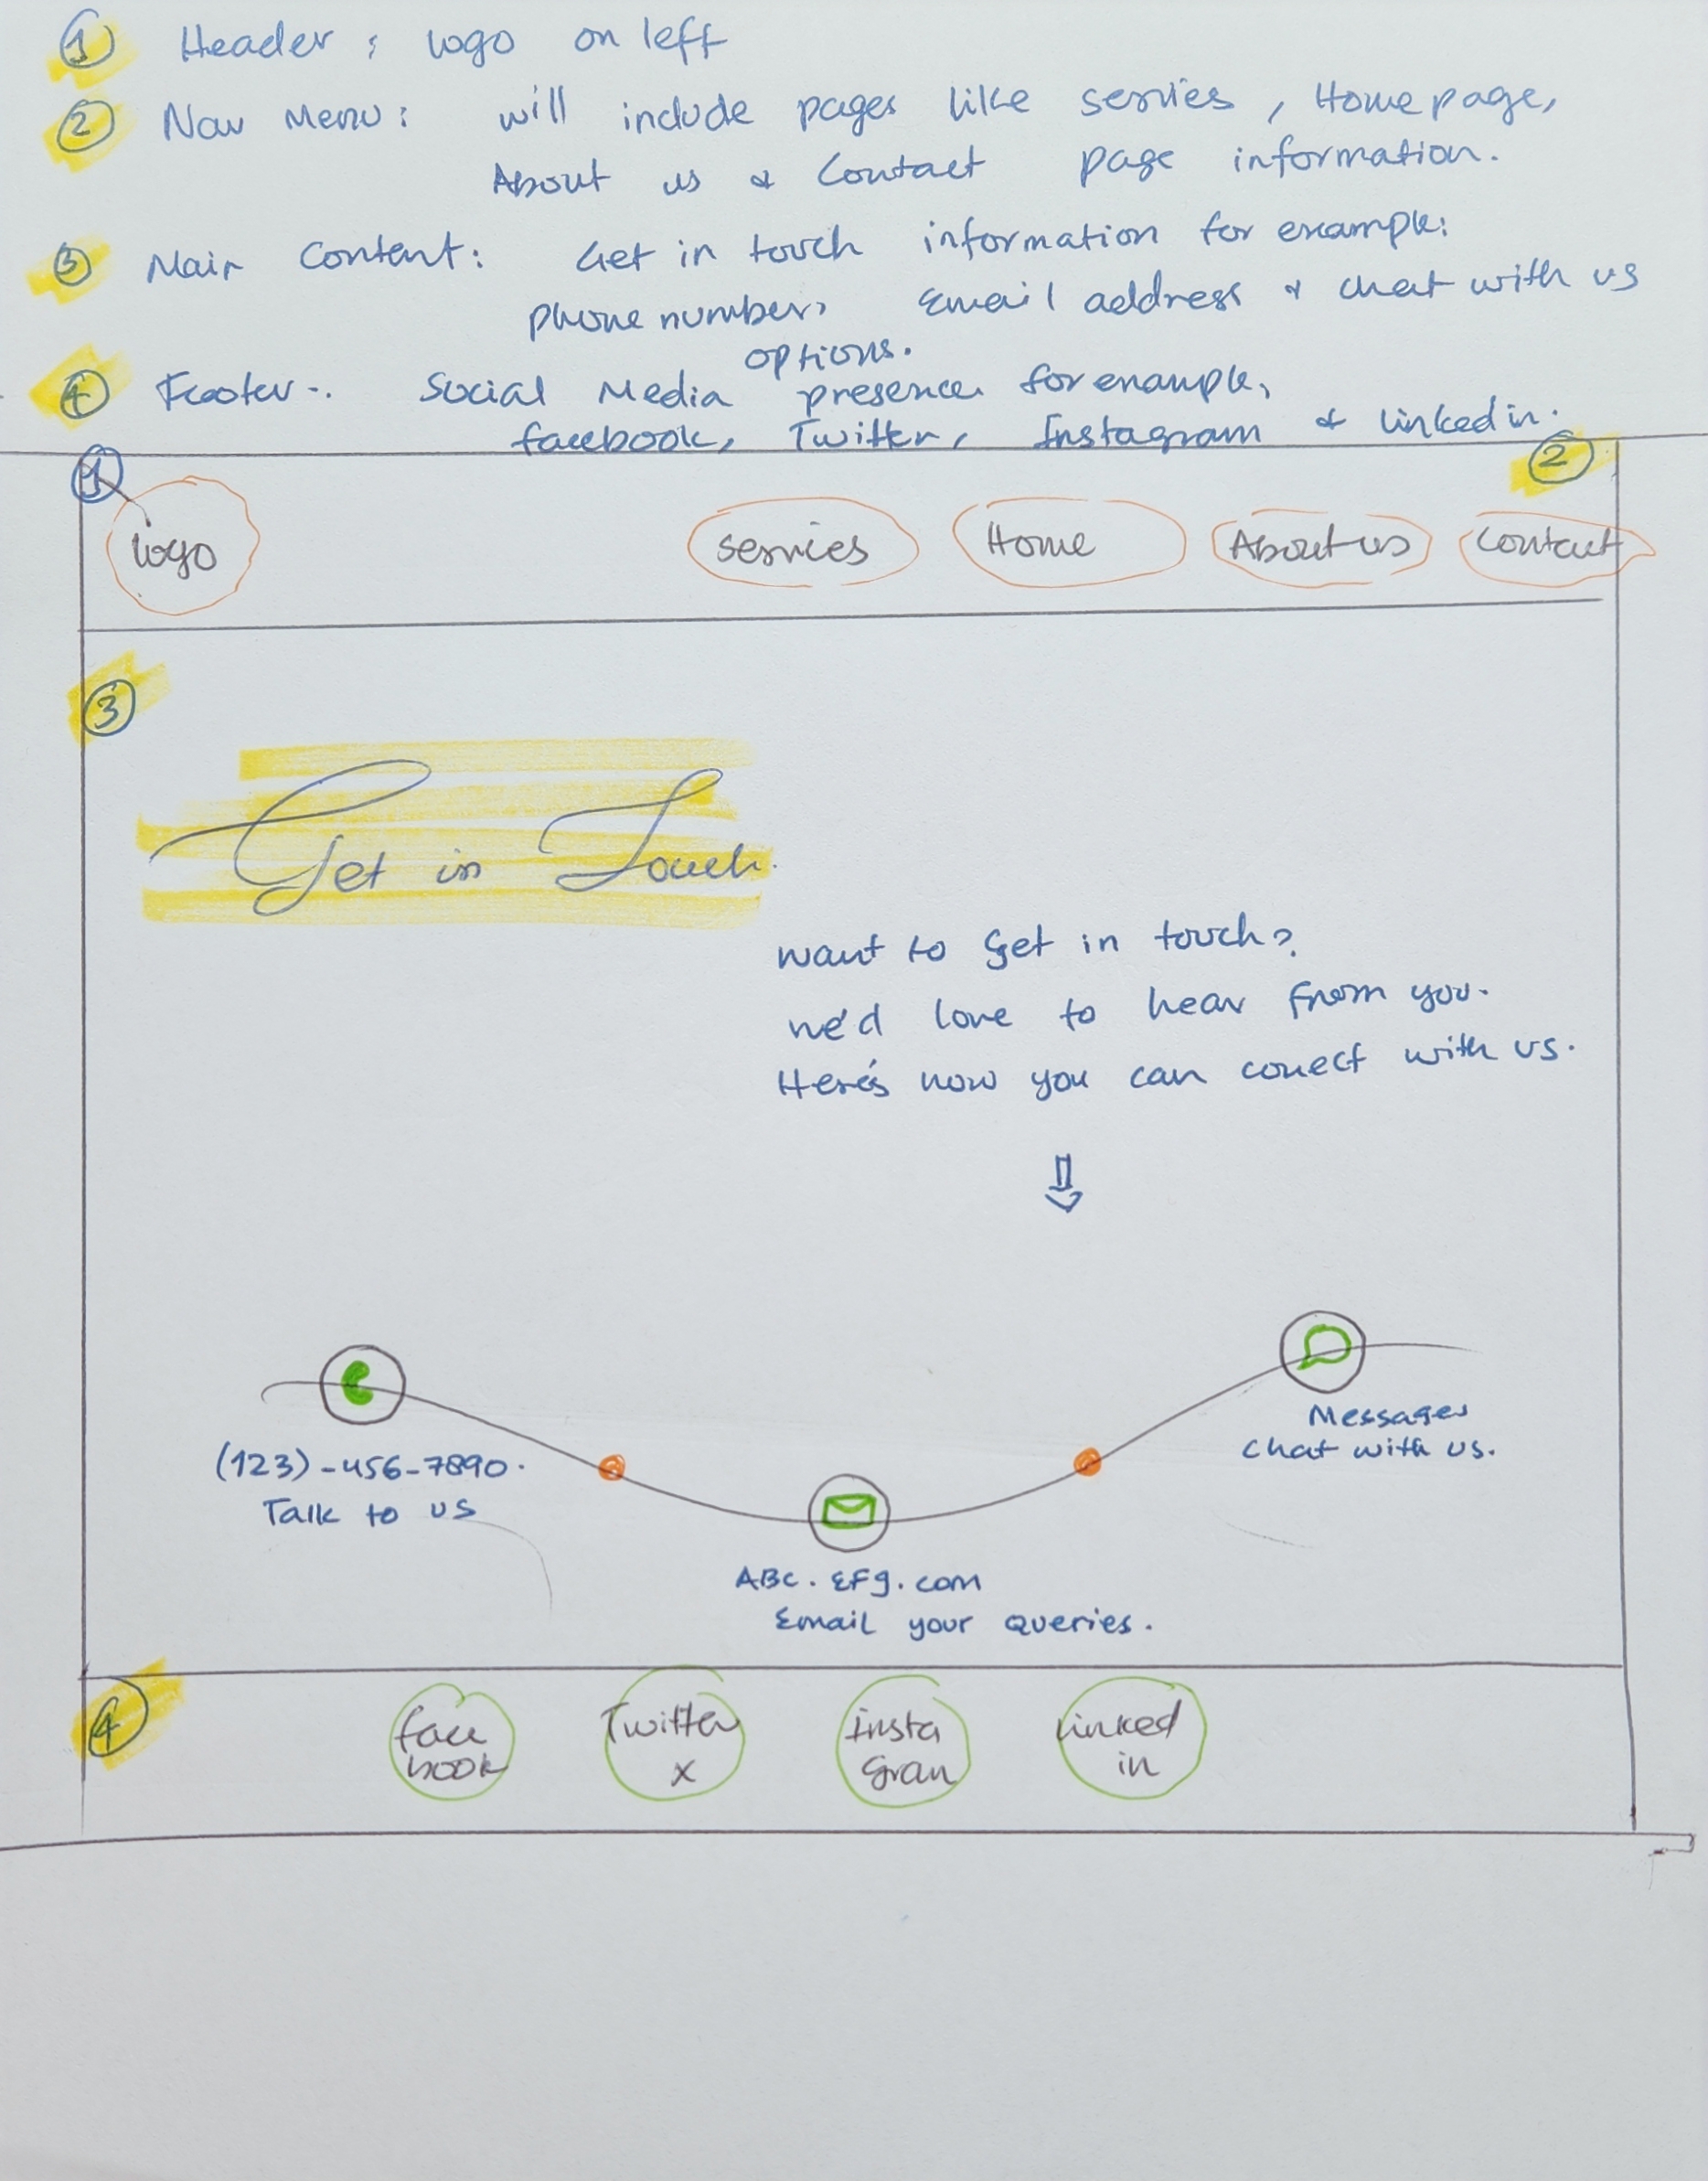 1 Header : logo on left
2 Nav Menu : will include pages like servies , Home page,
About us & Contact page information.
3 Main Content : Get in touch information for example:
phone number, Email address & chat with us
options.
4 Footer :- Social Media presence for example,
facebook, Twitter, Instagram & linked in.
1
2
logo
servies
Home
About us
Contact
3
Get in Touch.
want to get in touch?
we'd love to hear from you.
Here's how you can conect with us.
(123)-456-7890.
Talk to us
Messages
chat with us.
ABC.EFg.com
Email your queries.
4
face
book
Twitter
X
Insta
gram
linked
in